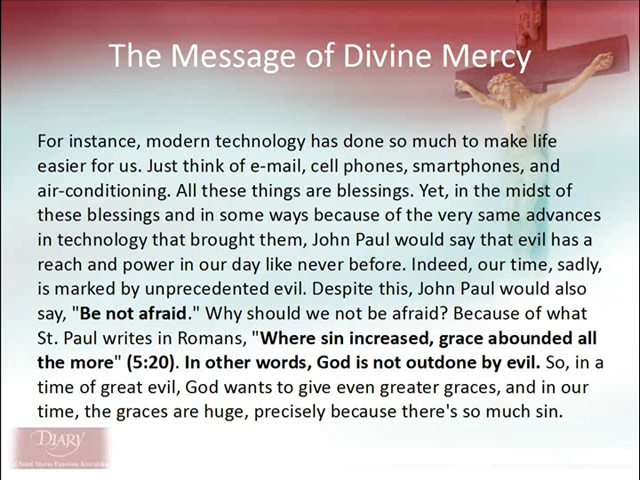 The Message of Divine Mercy
For instance, modern technology has done so much to make life
easier for us. Just think of e-mail, cell phones, smartphones, and
air-conditioning. All these things are blessings. Yet, in the midst of
these blessings and in some ways because of the very same advances
in technology that brought them, John Paul would say that evil has a
reach and power in our day like never before. Indeed, our time, sadly,
is marked by unprecedented evil. Despite this, John Paul would also
say, "Be not afraid." Why should we not be afraid? Because of what
St. Paul writes in Romans, "Where sin increased, grace abounded all
the more" (5:20). In other words, God is not outdone by evil. So, in a
time of great evil, God wants to give even greater graces, and in our
time, the graces are huge, precisely because there's so much sin.
DIARY
Saint Maria Faustina Kowalska